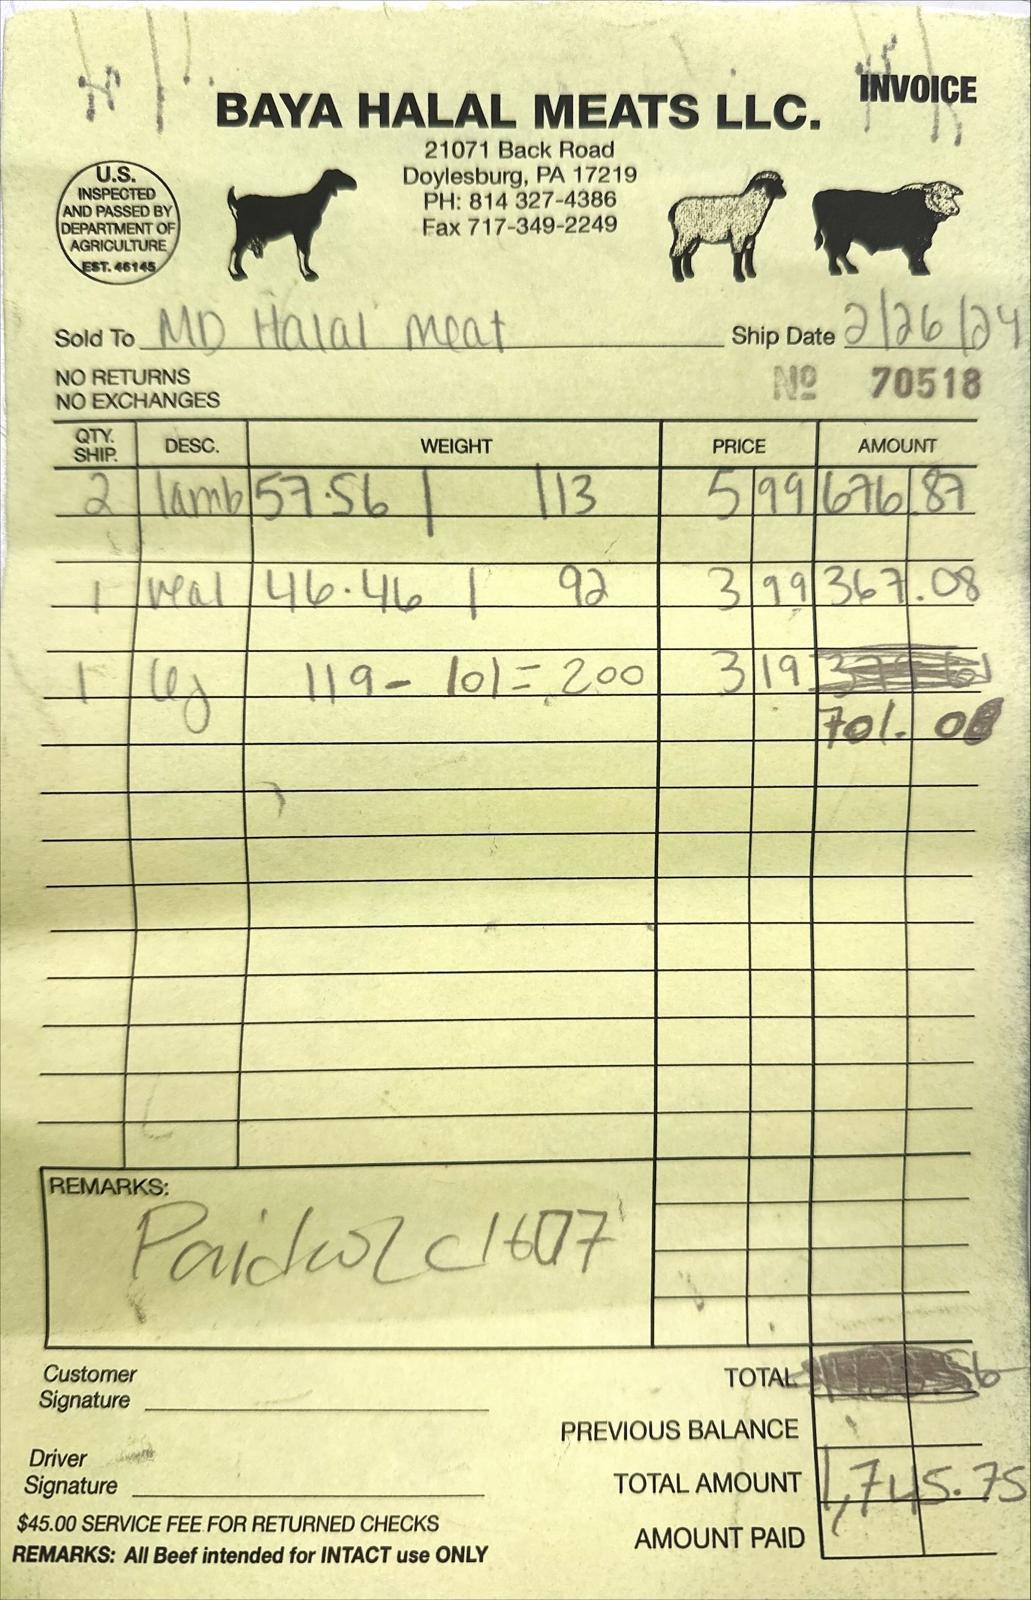 INVOICE
BAYA HALAL MEATS LLC.
21071 Back Road
Doylesburg, PA 17219
PH: 814 327-4386
Fax 717-349-2249
U.S.
INSPECTED
AND PASSED BY
DEPARTMENT OF
AGRICULTURE
EST. 46145
Sold To MD Halal meat Ship Date 2/26/24
NO RETURNS
NO EXCHANGES
No 70518
QTY. SHIP. DESC. WEIGHT PRICE AMOUNT
2 lamb 57.56 | 113 5 99 676.87
1 veal 46.46 | 92 3 99 367.08
1 leg 119 - 101 = 200 3 19
701.08
REMARKS:
Paid 1607
Customer
Signature
TOTAL
PREVIOUS BALANCE
Driver
Signature
TOTAL AMOUNT 1,745.75
AMOUNT PAID
$45.00 SERVICE FEE FOR RETURNED CHECKS
REMARKS: All Beef intended for INTACT use ONLY